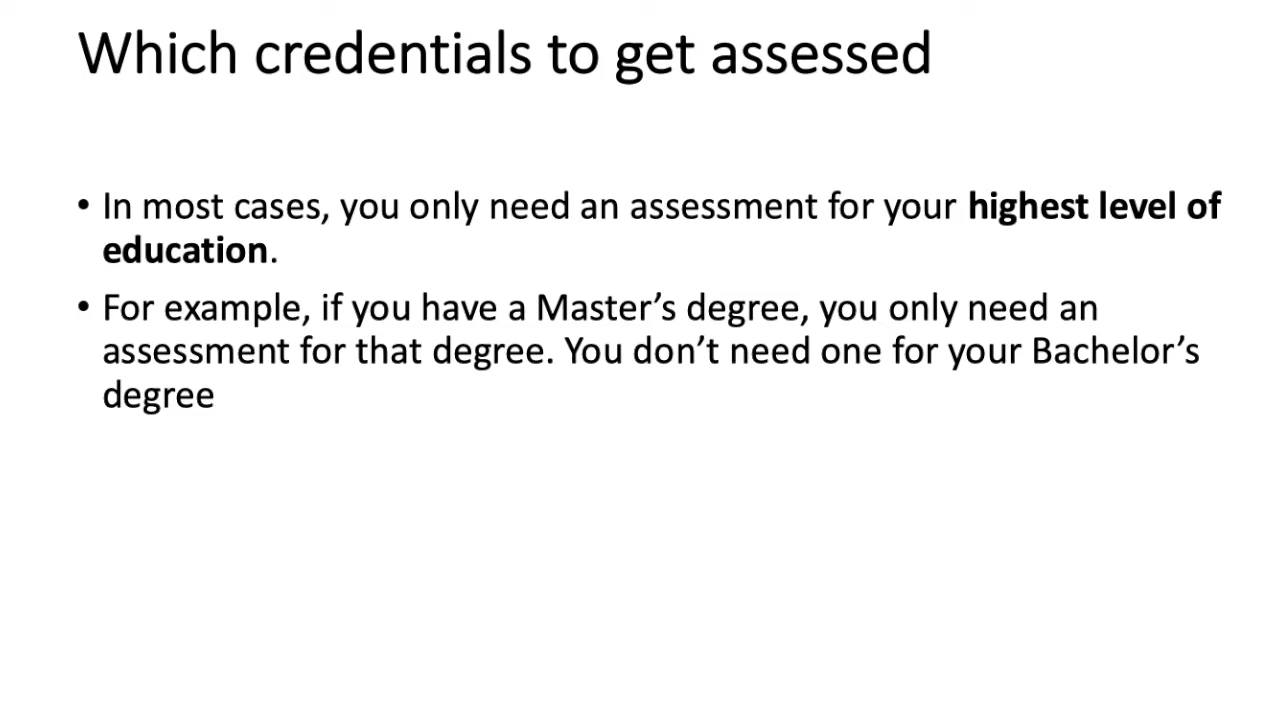 Which credentials to get assessed
• In most cases, you only need an assessment for your highest level of
education.
• For example, if you have a Master’s degree, you only need an
assessment for that degree. You don’t need one for your Bachelor’s
degree